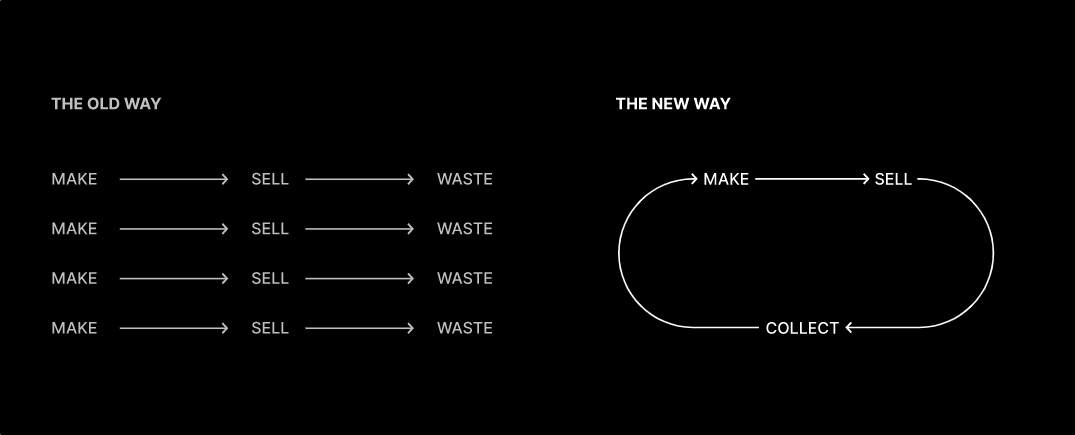 THE OLD WAY
MAKE SELL WASTE
MAKE SELL WASTE
MAKE SELL WASTE
MAKE SELL WASTE
THE NEW WAY
MAKE SELL
COLLECT